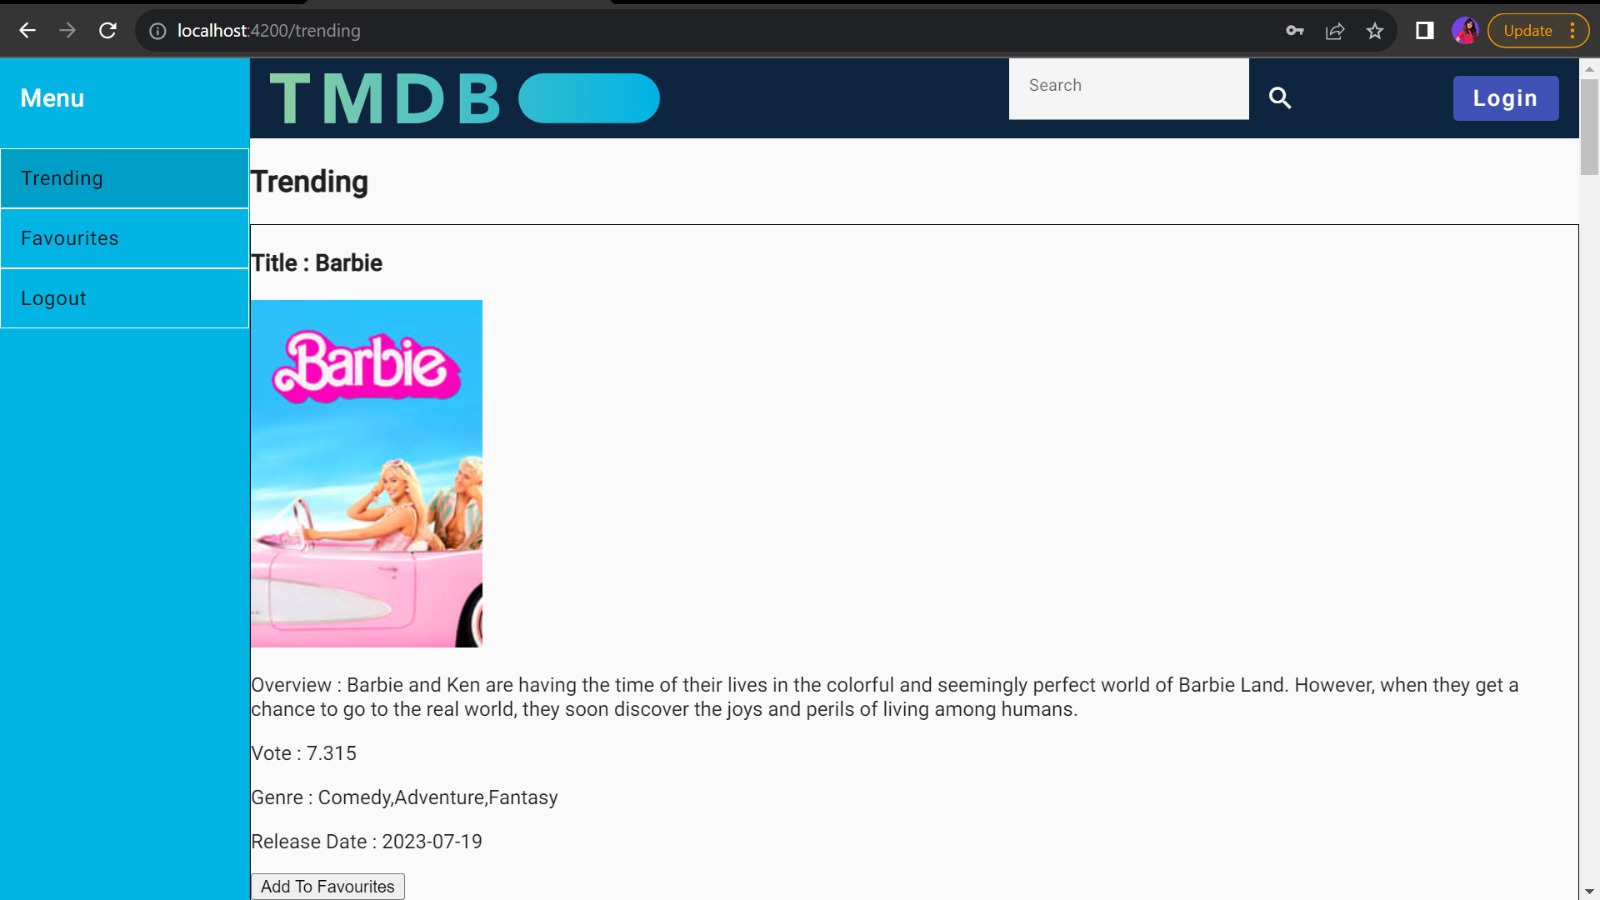 localhost:4200/trending
Update
Menu
TMDB
Search
Login
Trending
Favourites
Logout
Trending
Title : Barbie
Barbie
Overview : Barbie and Ken are having the time of their lives in the colorful and seemingly perfect world of Barbie Land. However, when they get a
chance to go to the real world, they soon discover the joys and perils of living among humans.
Vote : 7.315
Genre : Comedy,Adventure,Fantasy
Release Date : 2023-07-19
Add To Favourites